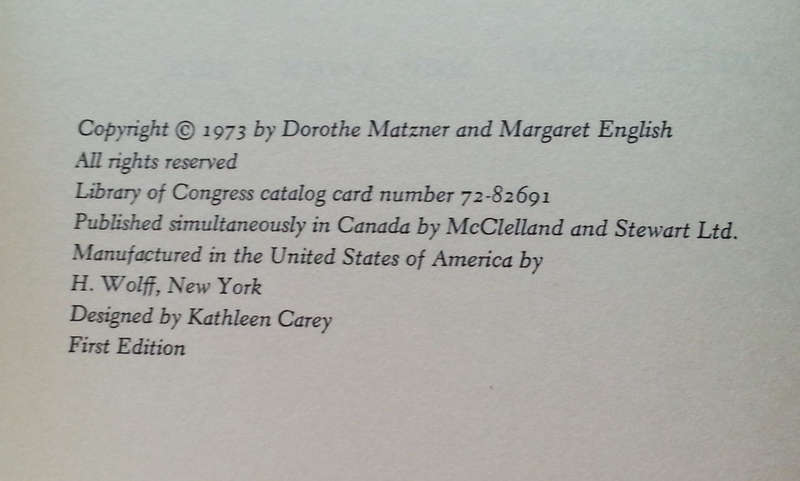 Copyright © 1973 by Dorothe Matzner and Margaret English
All rights reserved
Library of Congress catalog card number 72-82691
Published simultaneously in Canada by McClelland and Stewart Ltd.
Manufactured in the United States of America by
H. Wolff, New York
Designed by Kathleen Carey
First Edition